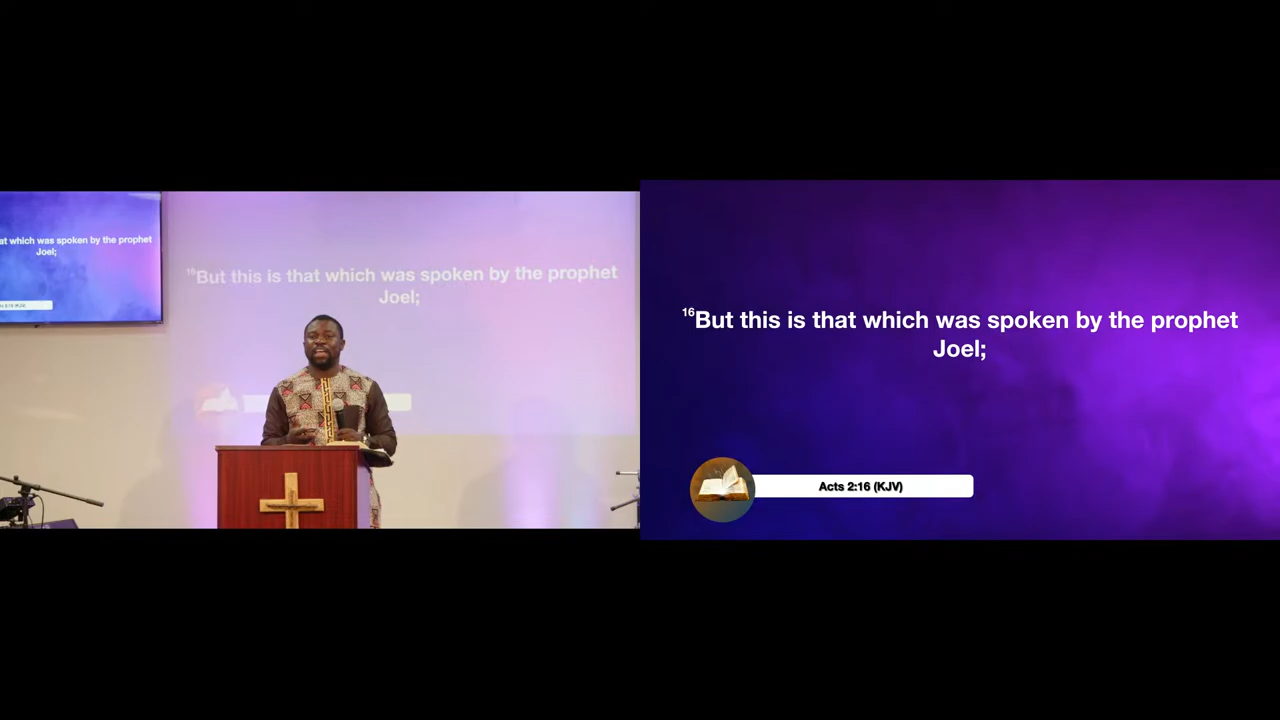 at which was spoken by the prophet
Joel;
16But this is that which was spoken by the prophet
Joel;
16But this is that which was spoken by the prophet
Joel;
Acts 2:16 (KJV)